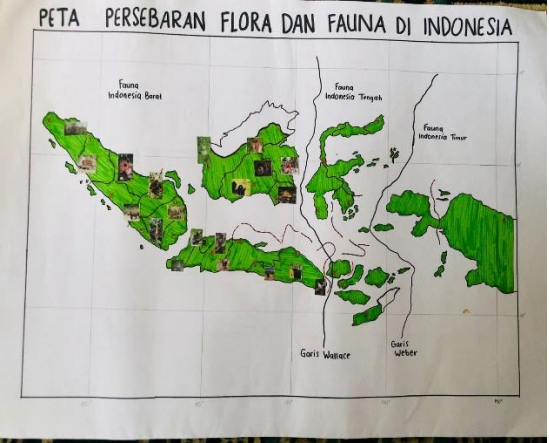 PETA PERSEBARAN FLORA DAN FAUNA DI INDONESIA
Fauna
Indonesia Barat
Fauna
Indonesia Tengah
Fauna
Indonesia Timur
Garis Wallace
Garis
Weber